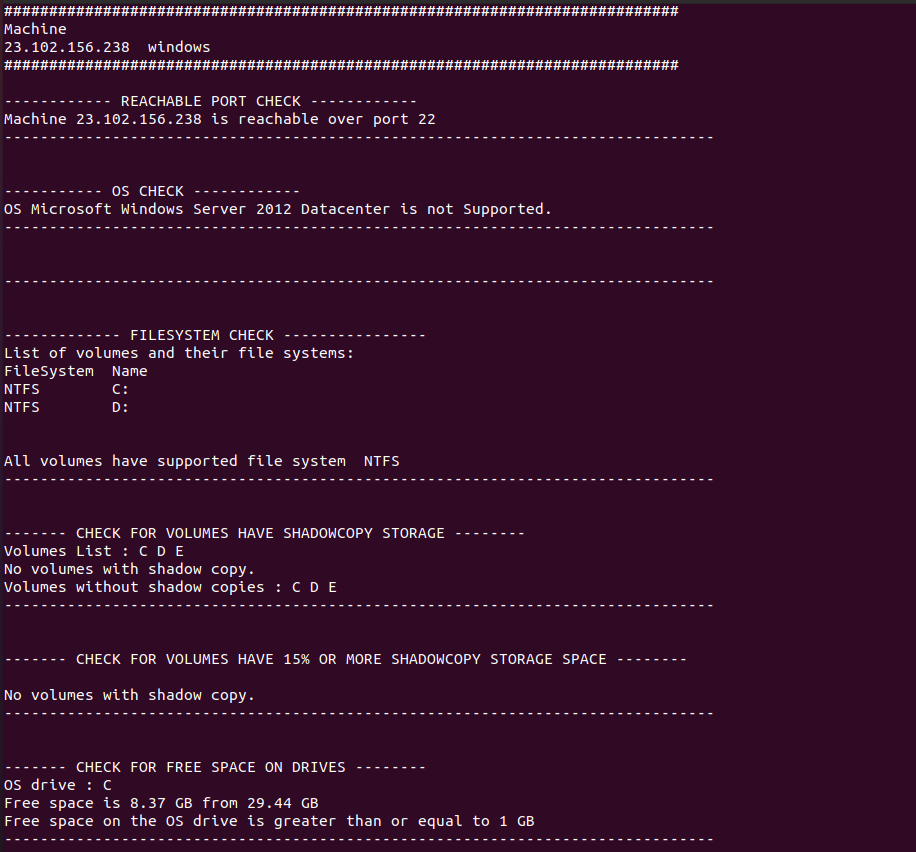 ###########################################################################
Machine
23.102.156.238  windows
###########################################################################
------------ REACHABLE PORT CHECK ------------
Machine 23.102.156.238 is reachable over port 22
-------------------------------------------------------------------------------
----------- OS CHECK ------------
OS Microsoft Windows Server 2012 Datacenter is not Supported.
-------------------------------------------------------------------------------
-------------------------------------------------------------------------------
------------- FILESYSTEM CHECK ----------------
List of volumes and their file systems:
FileSystem  Name
NTFS        C:
NTFS        D:
All volumes have supported file system  NTFS
-------------------------------------------------------------------------------
------- CHECK FOR VOLUMES HAVE SHADOWCOPY STORAGE --------
Volumes List : C D E
No volumes with shadow copy.
Volumes without shadow copies : C D E
-------------------------------------------------------------------------------
------- CHECK FOR VOLUMES HAVE 15% OR MORE SHADOWCOPY STORAGE SPACE --------
No volumes with shadow copy.
-------------------------------------------------------------------------------
------- CHECK FOR FREE SPACE ON DRIVES --------
OS drive : C
Free space is 8.37 GB from 29.44 GB
Free space on the OS drive is greater than or equal to 1 GB
-------------------------------------------------------------------------------